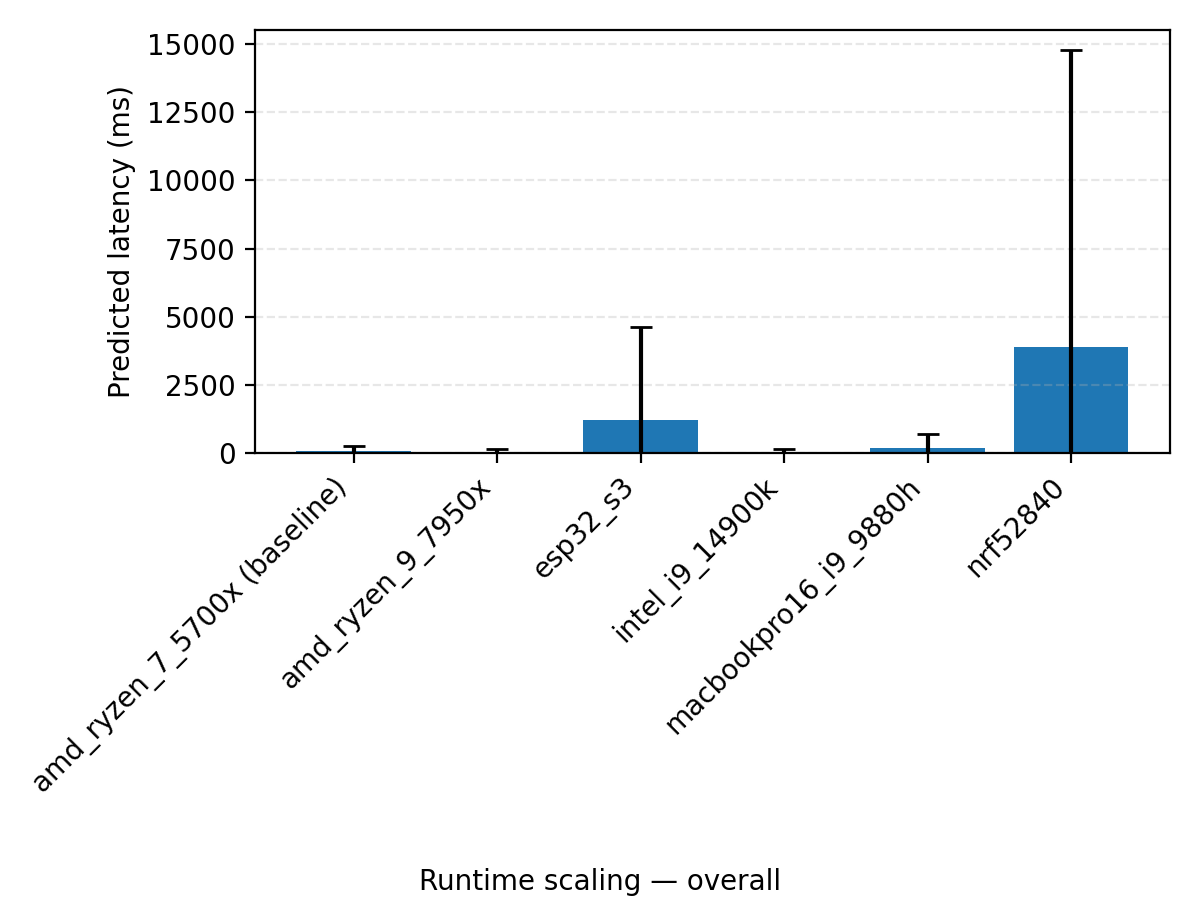 Predicted latency (ms)
15000
12500
10000
7500
5000
2500
0
amd_ryzen_7_5700x (baseline)
amd_ryzen_9_7950x
esp32_s3
intel_i9_14900k
macbookpro16_i9_9880h
nrf52840
Runtime scaling — overall